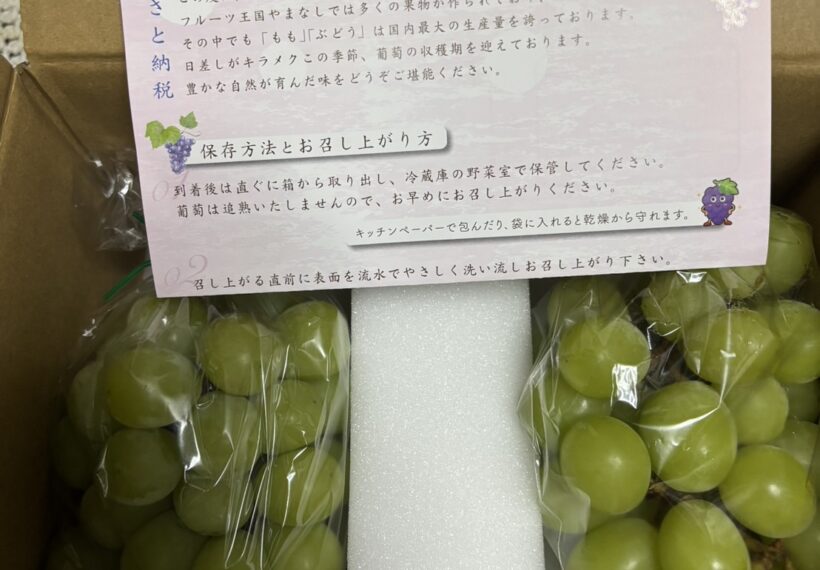 さと納税
フルーツ王国やまなしでは多くの果物が作られており、
その中でも「もも」「ぶどう」は国内最大の生産量を誇っております。
日差しがキラメクこの季節、葡萄の収穫期を迎えております。
豊かな自然が育んだ味をどうぞご堪能ください。
保存方法とお召し上がり方
01
到着後は直ぐに箱から取り出し、冷蔵庫の野菜室で保管してください。
葡萄は追熟いたしませんので、お早めにお召し上がりください。
キッチンペーパーで包んだり、袋に入れると乾燥から守れます。
02
召し上がる直前に表面を流水でやさしく洗い流しお召し上がり下さい。